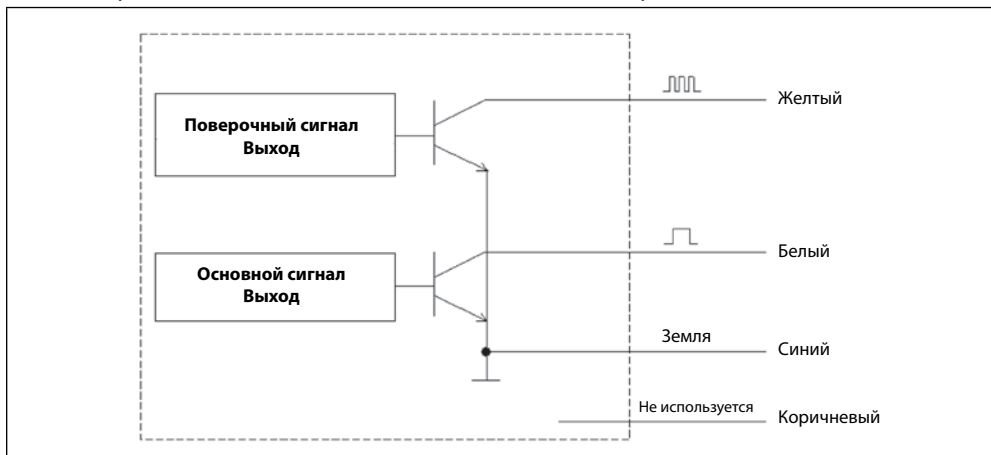 Поверочный сигнал
Выход
Желтый
Основной сигнал
Выход
Белый
Земля
Синий
Не используется
Коричневый